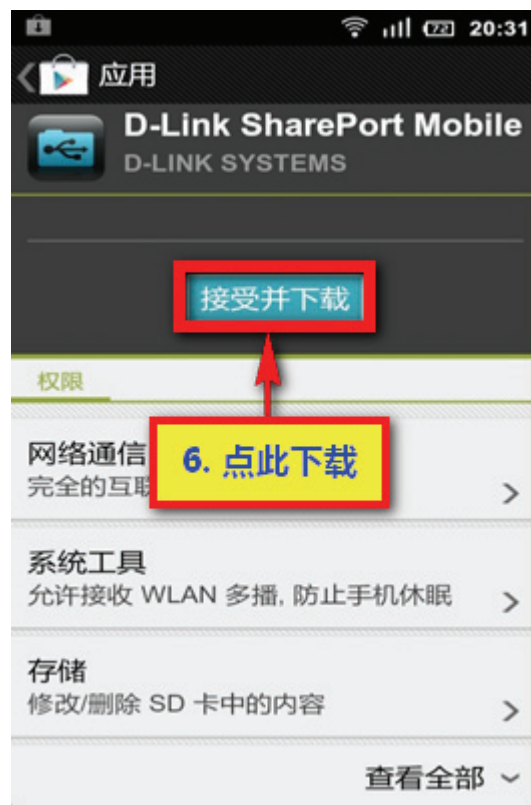 72 20:31
应用
D-Link SharePort Mobile
D-LINK SYSTEMS
接受并下载
权限
网络通信
6. 点此下载
完全的互联
系统工具
允许接收 WLAN 多播, 防止手机休眠
存储
修改/删除 SD 卡中的内容
查看全部